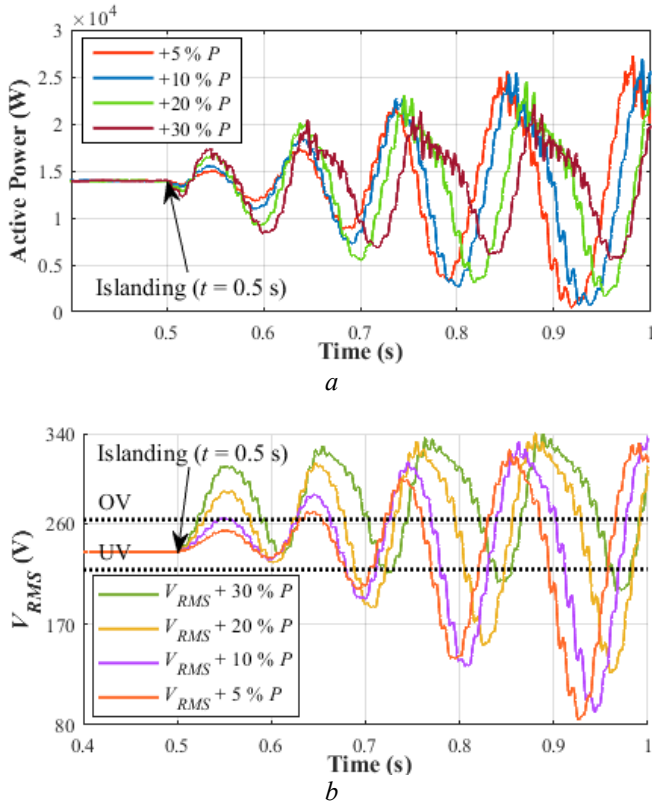 ×10⁴
3
2.5
2
1.5
1
0.5
0
Active Power (W)
+5 % P
+10 % P
+20 % P
+30 % P
Islanding (t = 0.5 s)
0.5 0.6 0.7 0.8 0.9 1
Time (s)
a
340
260
170
80
V_RMS (V)
Islanding (t = 0.5 s)
OV
UV
V_RMS + 30 % P
V_RMS + 20 % P
V_RMS + 10 % P
V_RMS + 5 % P
0.4 0.5 0.6 0.7 0.8 0.9 1
Time (s)
b